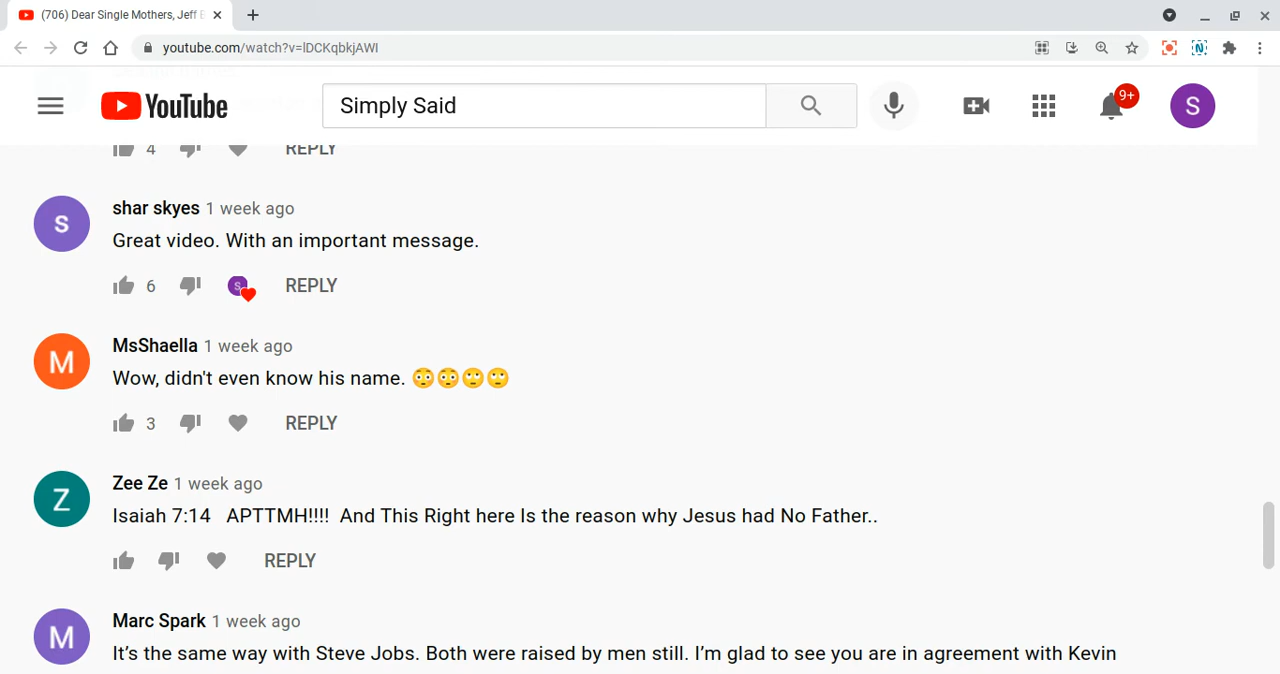 (706) Dear Single Mothers, Jeff
youtube.com/watch?v=lDCKqbkjAWI
YouTube
Simply Said
9+
S
4 REPLY
S
shar skyes 1 week ago
Great video. With an important message.
6 S REPLY
M
MsShaella 1 week ago
Wow, didn't even know his name. 😳😳🙄🙄
3 REPLY
Z
Zee Ze 1 week ago
Isaiah 7:14 APTTMH!!!! And This Right here Is the reason why Jesus had No Father..
REPLY
M
Marc Spark 1 week ago
It’s the same way with Steve Jobs. Both were raised by men still. I’m glad to see you are in agreement with Kevin